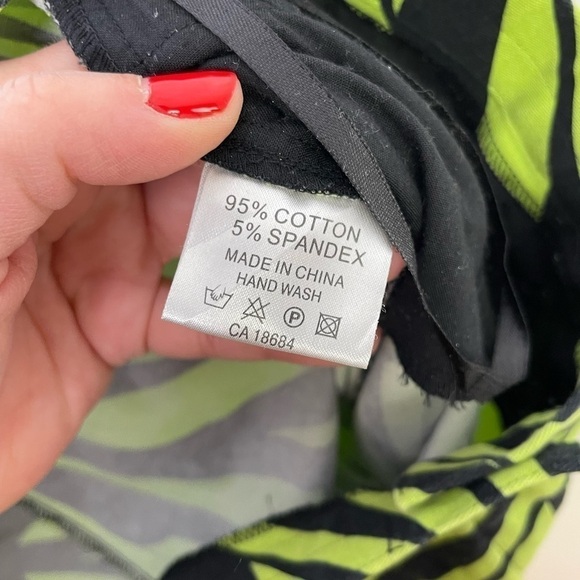 95% COTTON
5% SPANDEX
MADE IN CHINA
HAND WASH
P
CA 18684